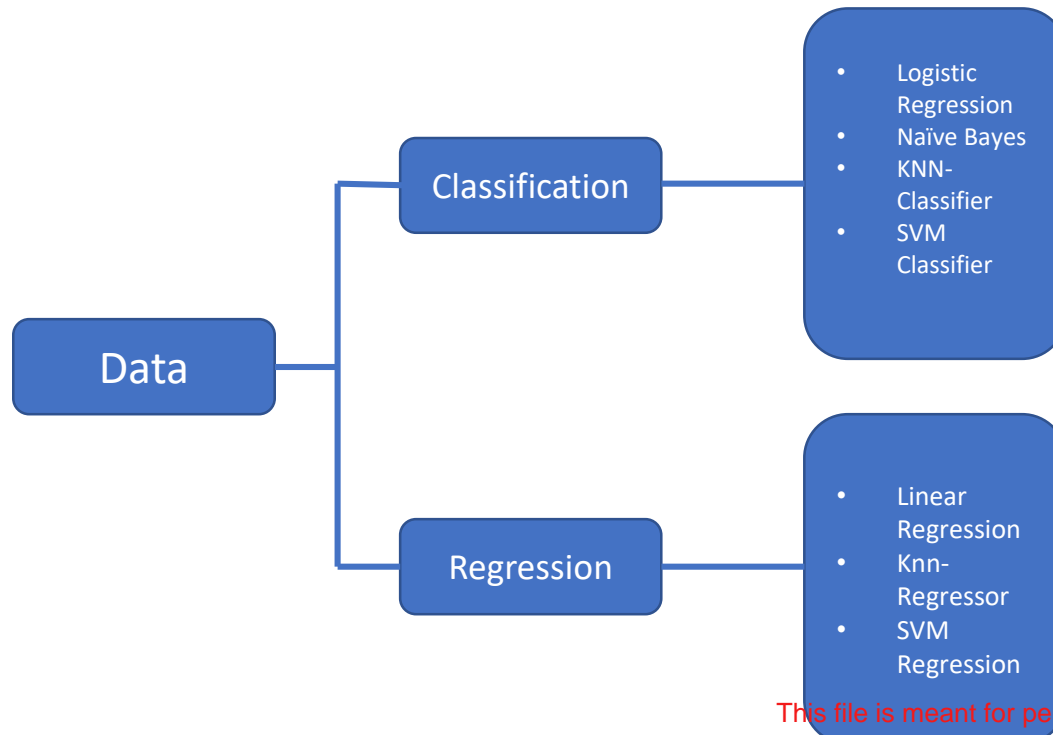 Data
Classification
• Logistic
Regression
• Naïve Bayes
• KNN-
Classifier
• SVM
Classifier
Regression
• Linear
Regression
• Knn-
Regressor
• SVM
Regression
This file is meant for pe